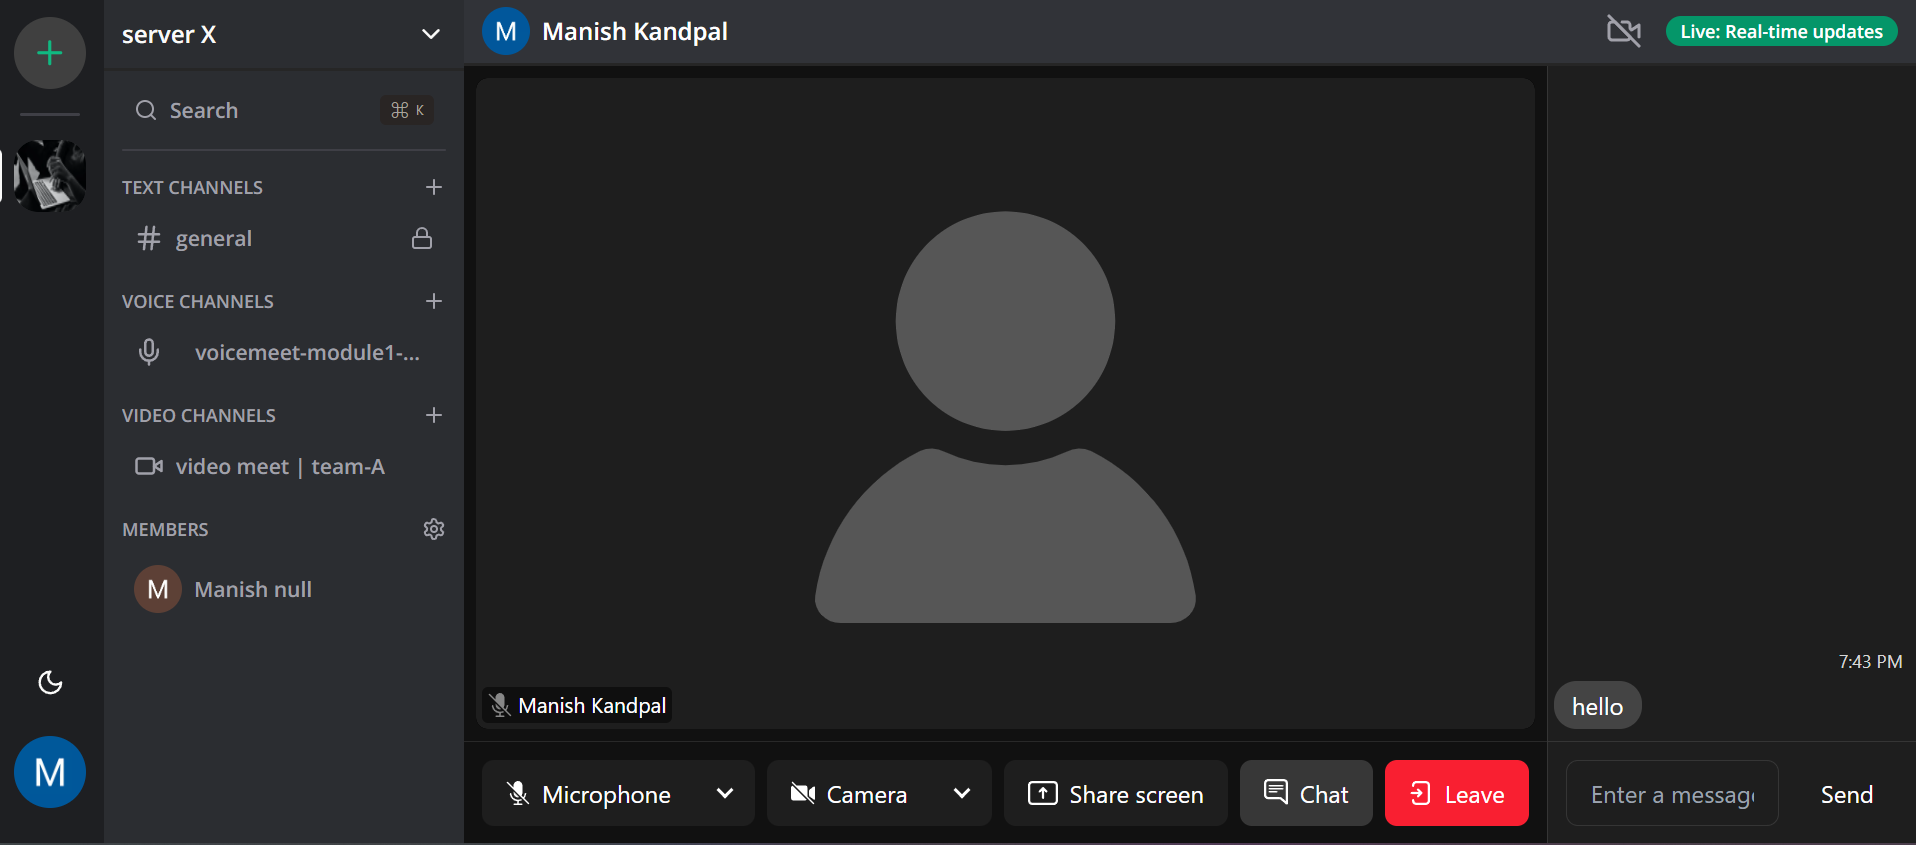 server X
Search
⌘ K
TEXT CHANNELS
general
VOICE CHANNELS
voicemeet-module1-...
VIDEO CHANNELS
video meet | team-A
MEMBERS
M
Manish null
M
M
Manish Kandpal
Live: Real-time updates
Manish Kandpal
Microphone
Camera
Share screen
Chat
Leave
7:43 PM
hello
Enter a message
Send